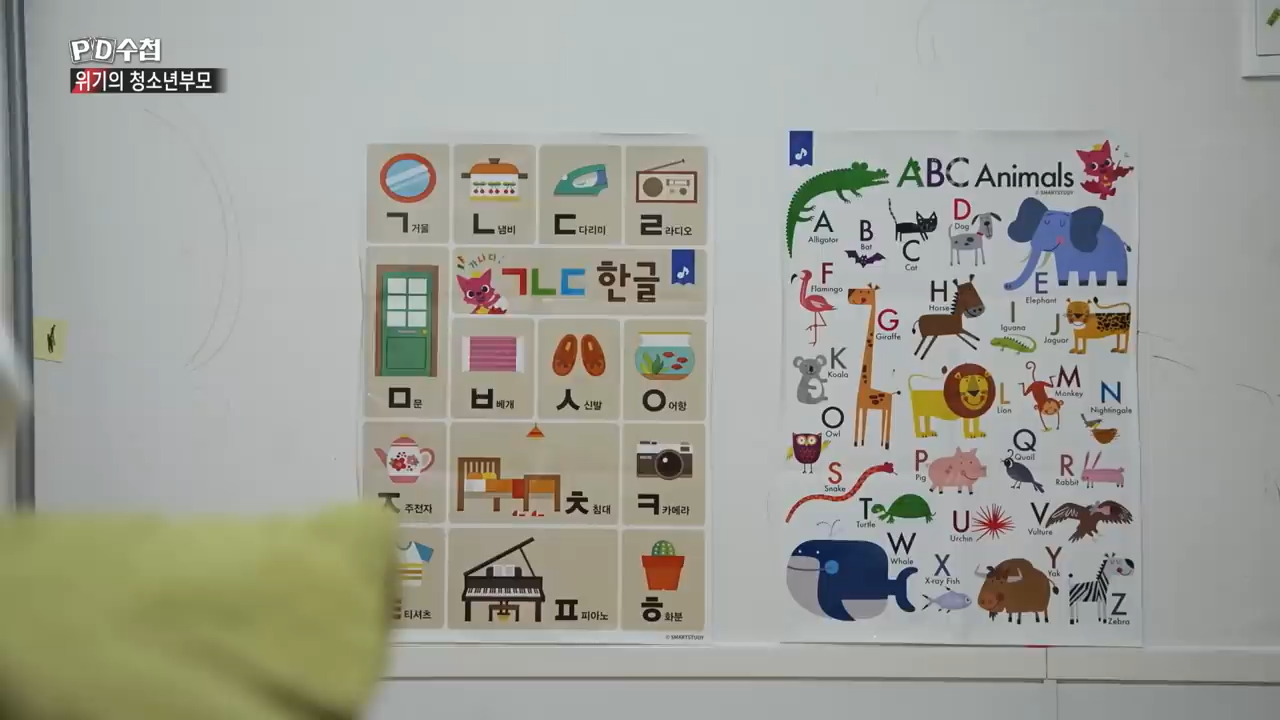 PD수첩
위기의 청소년부모
ㄱ 거울
ㄴ 냄비
ㄷ 다리미
ㄹ 라디오
가나다
ㄱㄴㄷ 한글
ㅁ 문
ㅂ 베개
ㅅ 신발
ㅇ 어항
ㅈ 주전자
ㅊ 침대
ㅋ 카메라
ㅌ 티셔츠
ㅍ 피아노
ㅎ 화분
© SMARTSTUDY
ABC Animals
© SMARTSTUDY
A Alligator
B Bat
C Cat
D Dog
E Elephant
F Flamingo
G Giraffe
H Horse
I Iguana
J Jaguar
K Koala
L Lion
M Monkey
N Nightingale
O Owl
P Pig
Q Quail
R Rabbit
S Snake
T Turtle
U Urchin
V Vulture
W Whale
X X-ray Fish
Y Yak
Z Zebra